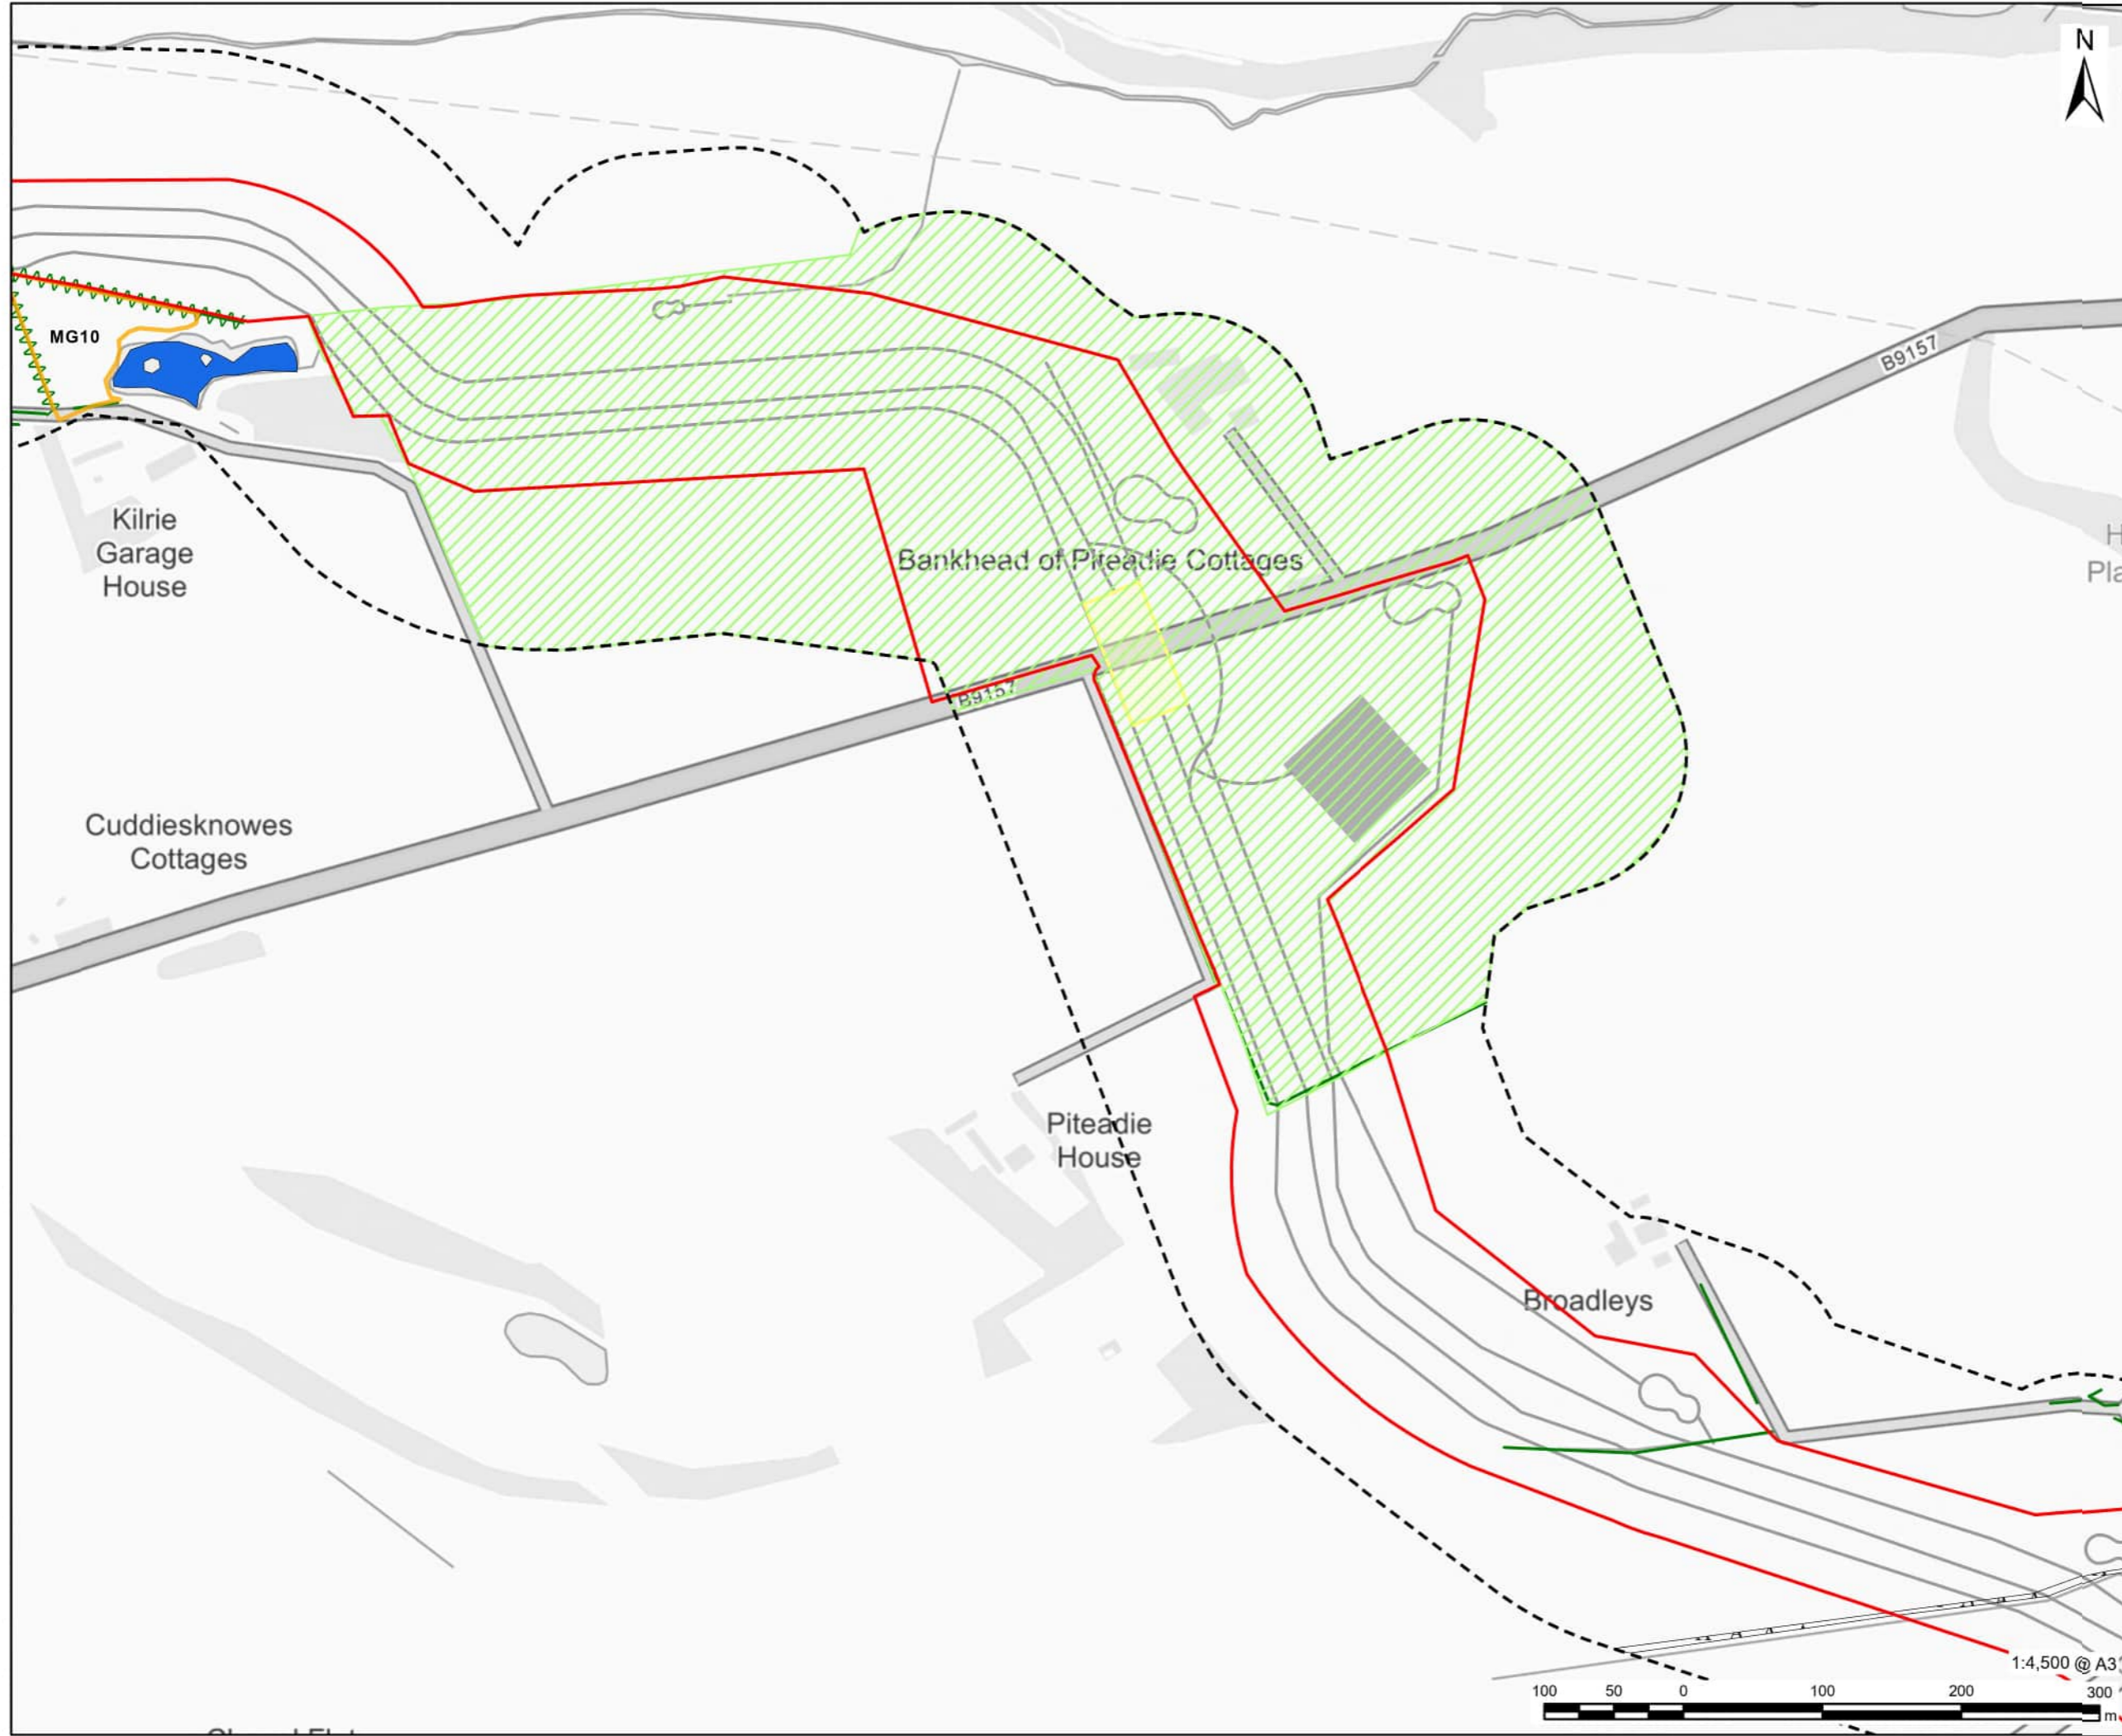 N
B9157
MG10
Kilrie
Garage
House
Bankhead of Piteadie Cottages
B9157
Cuddiesknowes
Cottages
Piteadie
House
Broadleys
1:4,500 @ A3
100 50 0 100 200 300
m